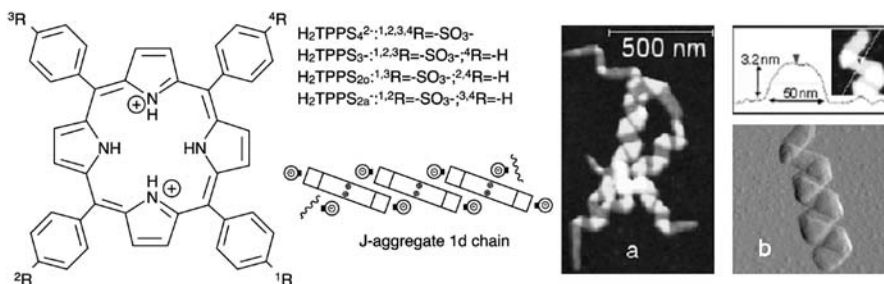 ³R
⁴R
NH
⊕
NH
HN
H
N
⊕
²R
¹R
H₂TPPS₄²⁻:¹,²,³,⁴R=-SO₃-
H₂TPPS₃-:¹,²,³R=-SO₃-;⁴R=-H
H₂TPPS₂ₒ:¹,³R=-SO₃-;²,⁴R=-H
H₂TPPS₂ₐ-:¹,²R=-SO₃-;³,⁴R=-H
J-aggregate 1d chain
500 nm
a
3.2nm
50nm
b